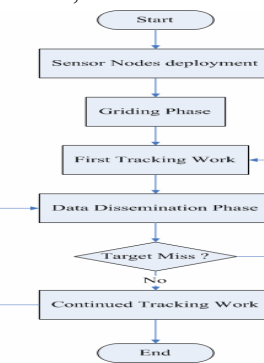 Start
Sensor Nodes deployment
Griding Phase
First Tracking Work
Data Dissemination Phase
Target Miss ?
No
Continued Tracking Work
End